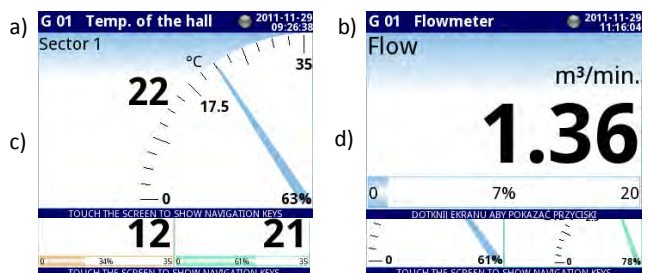 a)
G 01 Temp. of the hall 2011-11-29 09:26:38
Sector 1
°C
35
22
17.5
0
63%
TOUCH THE SCREEN TO SHOW NAVIGATION KEYS
b)
G 01 Flowmeter 2011-11-29 11:16:04
Flow
m³/min.
1.36
0 7% 20
DOTKNIJ EKRANU ABY POKAZAĆ PRZYCISKI
c)
12 21
0 34% 35 0 61% 35
TOUCH THE SCREEN TO SHOW NAVIGATION KEYS
d)
0 61% 0 78%
TOUCH THE SCREEN TO SHOW NAVIGATION KEYS